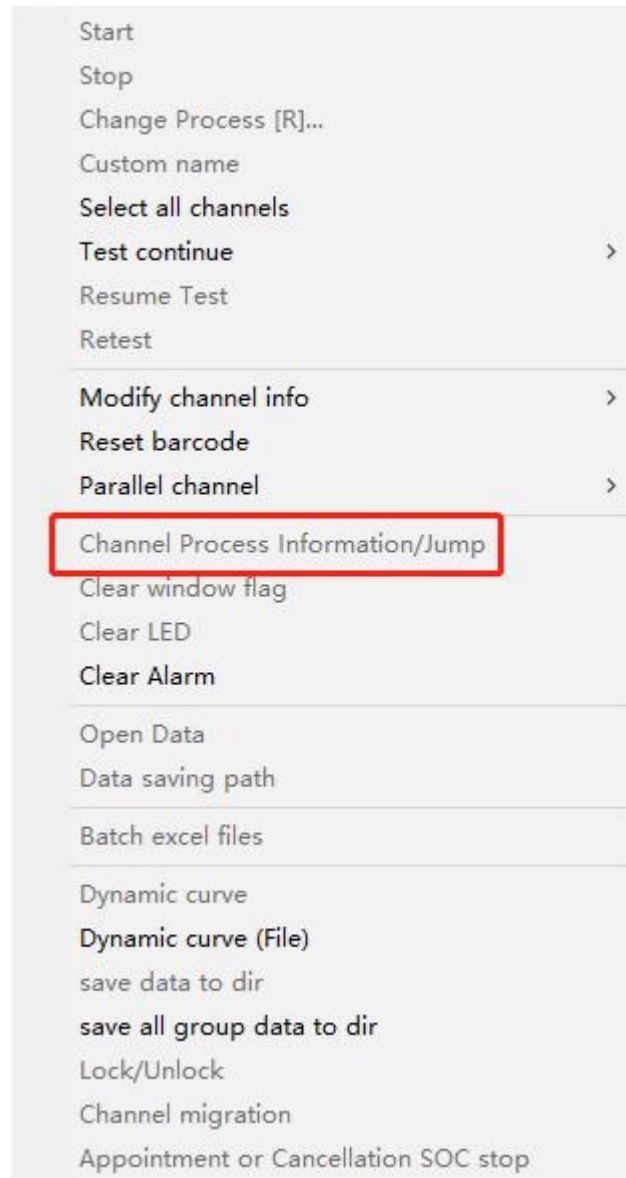 Start
Stop
Change Process [R]...
Custom name
Select all channels
Test continue
Resume Test
Retest
Modify channel info
Reset barcode
Parallel channel
Channel Process Information/Jump
Clear window flag
Clear LED
Clear Alarm
Open Data
Data saving path
Batch excel files
Dynamic curve
Dynamic curve (File)
save data to dir
save all group data to dir
Lock/Unlock
Channel migration
Appointment or Cancellation SOC stop